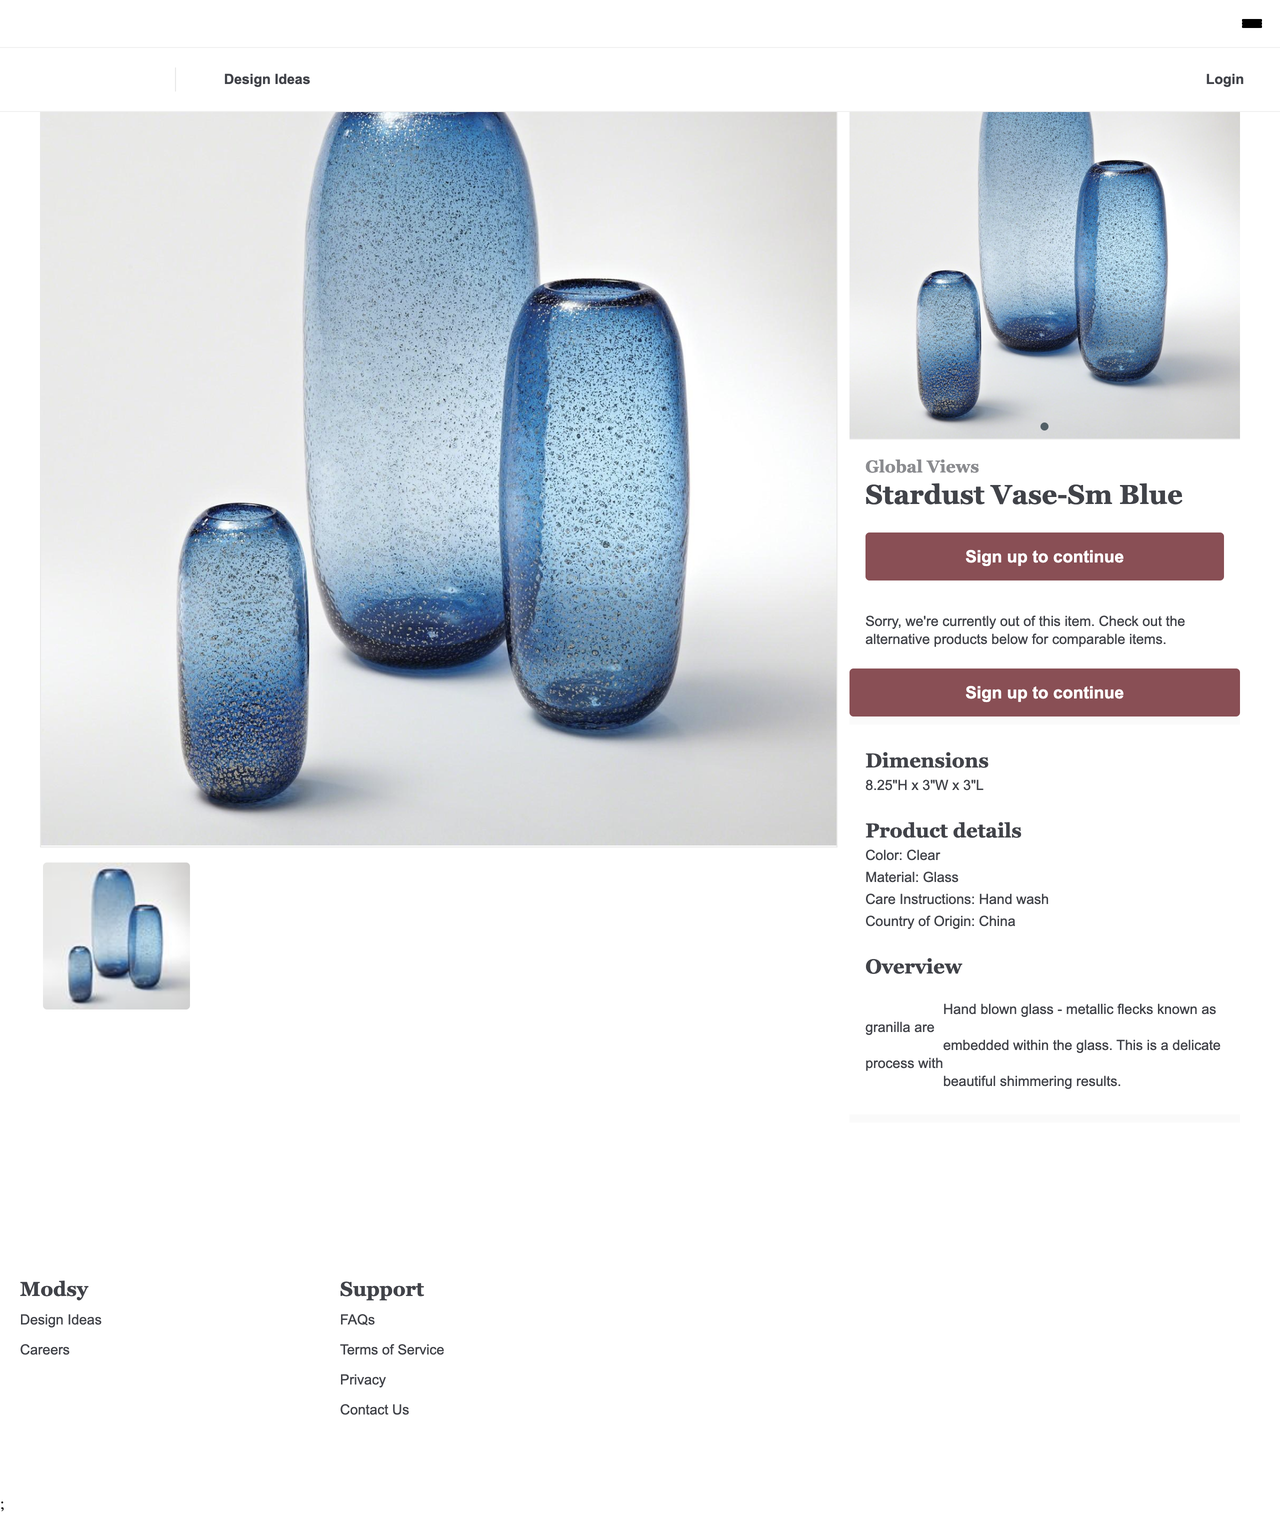 Design Ideas
Login
Global Views
Stardust Vase-Sm Blue
Sign up to continue
Sorry, we're currently out of this item. Check out the
alternative products below for comparable items.
Sign up to continue
Dimensions
8.25"H x 3"W x 3"L
Product details
Color: Clear
Material: Glass
Care Instructions: Hand wash
Country of Origin: China
Overview
Hand blown glass - metallic flecks known as
granilla are
embedded within the glass. This is a delicate
process with
beautiful shimmering results.
Modsy
Design Ideas
Careers
Support
FAQs
Terms of Service
Privacy
Contact Us
;